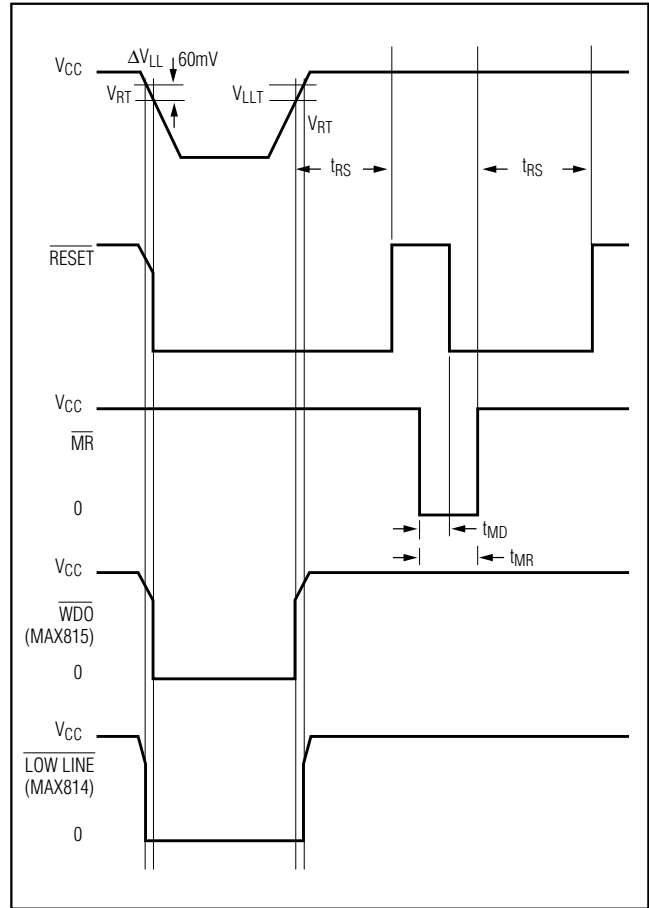 ΔVLL
60mV
VCC
VRT
VLLT
VRT
tRS
tRS
RESET
VCC
MR
0
tMD
tMR
VCC
WDO
(MAX815)
0
VCC
LOW LINE
(MAX814)
0